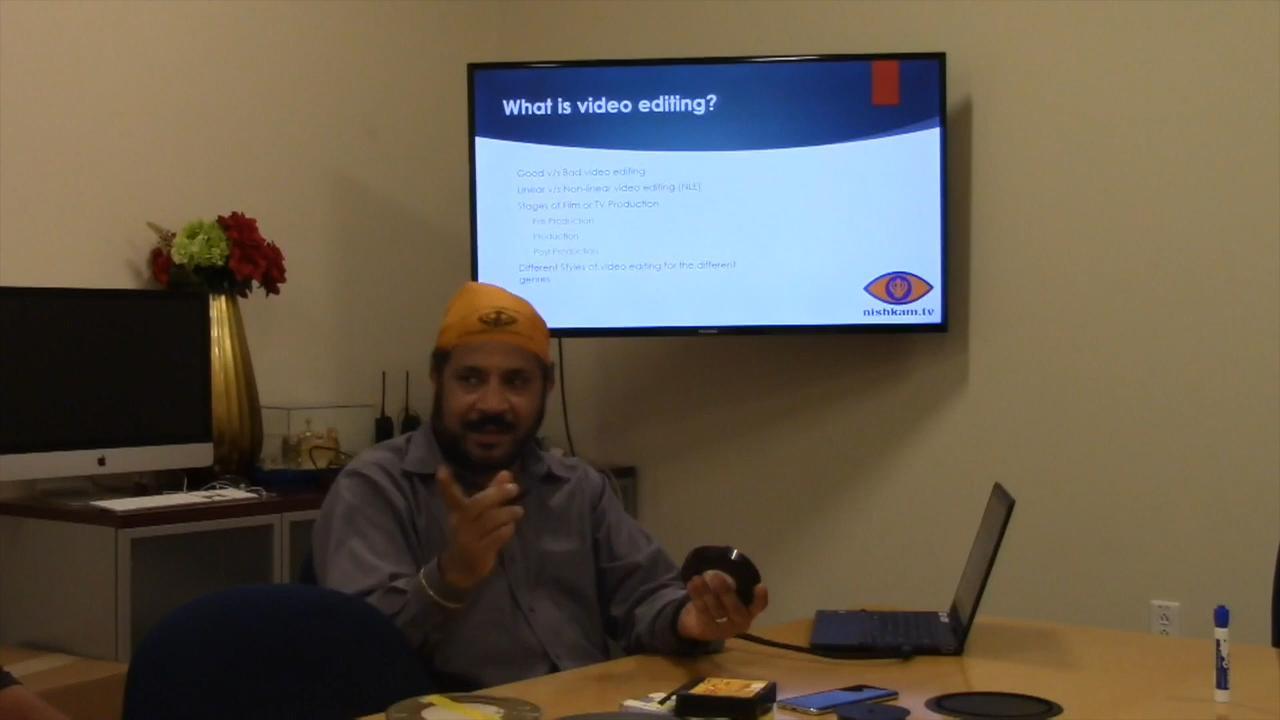 What is video editing?
Good v/s Bad video editing
Linear v/s Non-linear video editing (NLE)
Stages of Film or TV Production
Pre Production
Production
Post Production
Different Styles of video editing for the different
genres
nishkam.tv